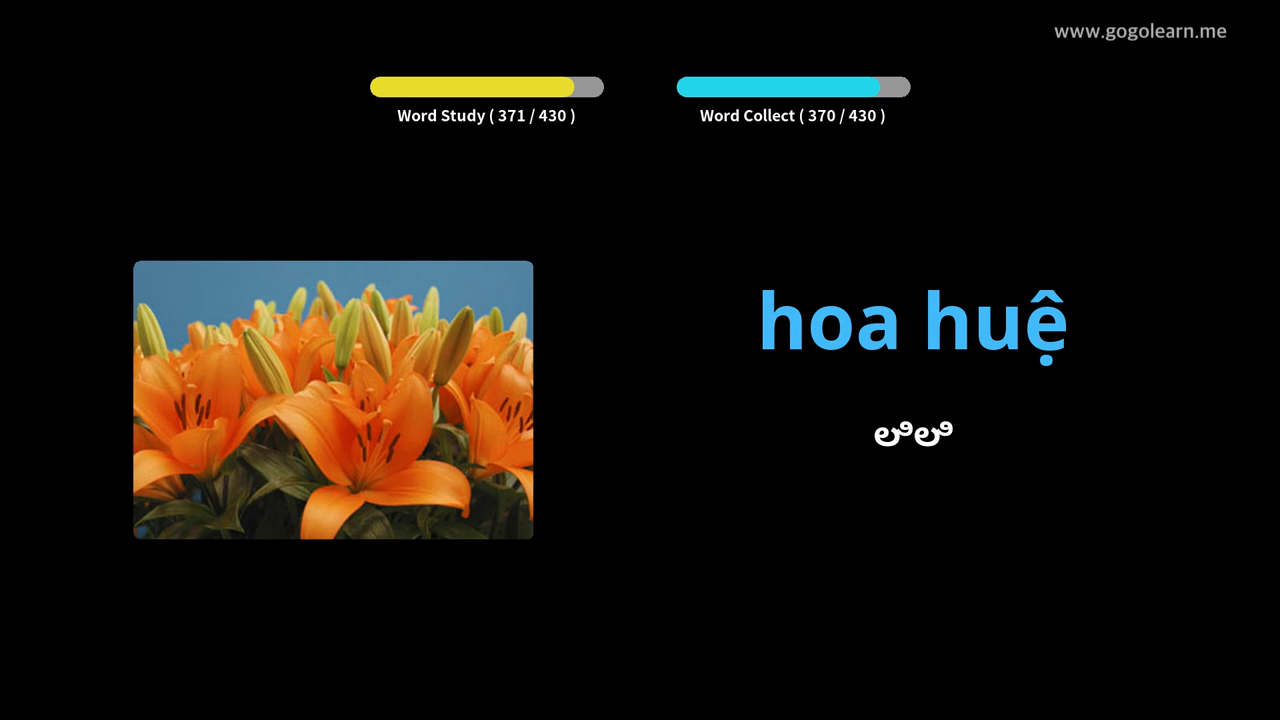 www.gogolearn.me
Word Study ( 371 / 430 )
Word Collect ( 370 / 430 )
hoa huệ
లిలి